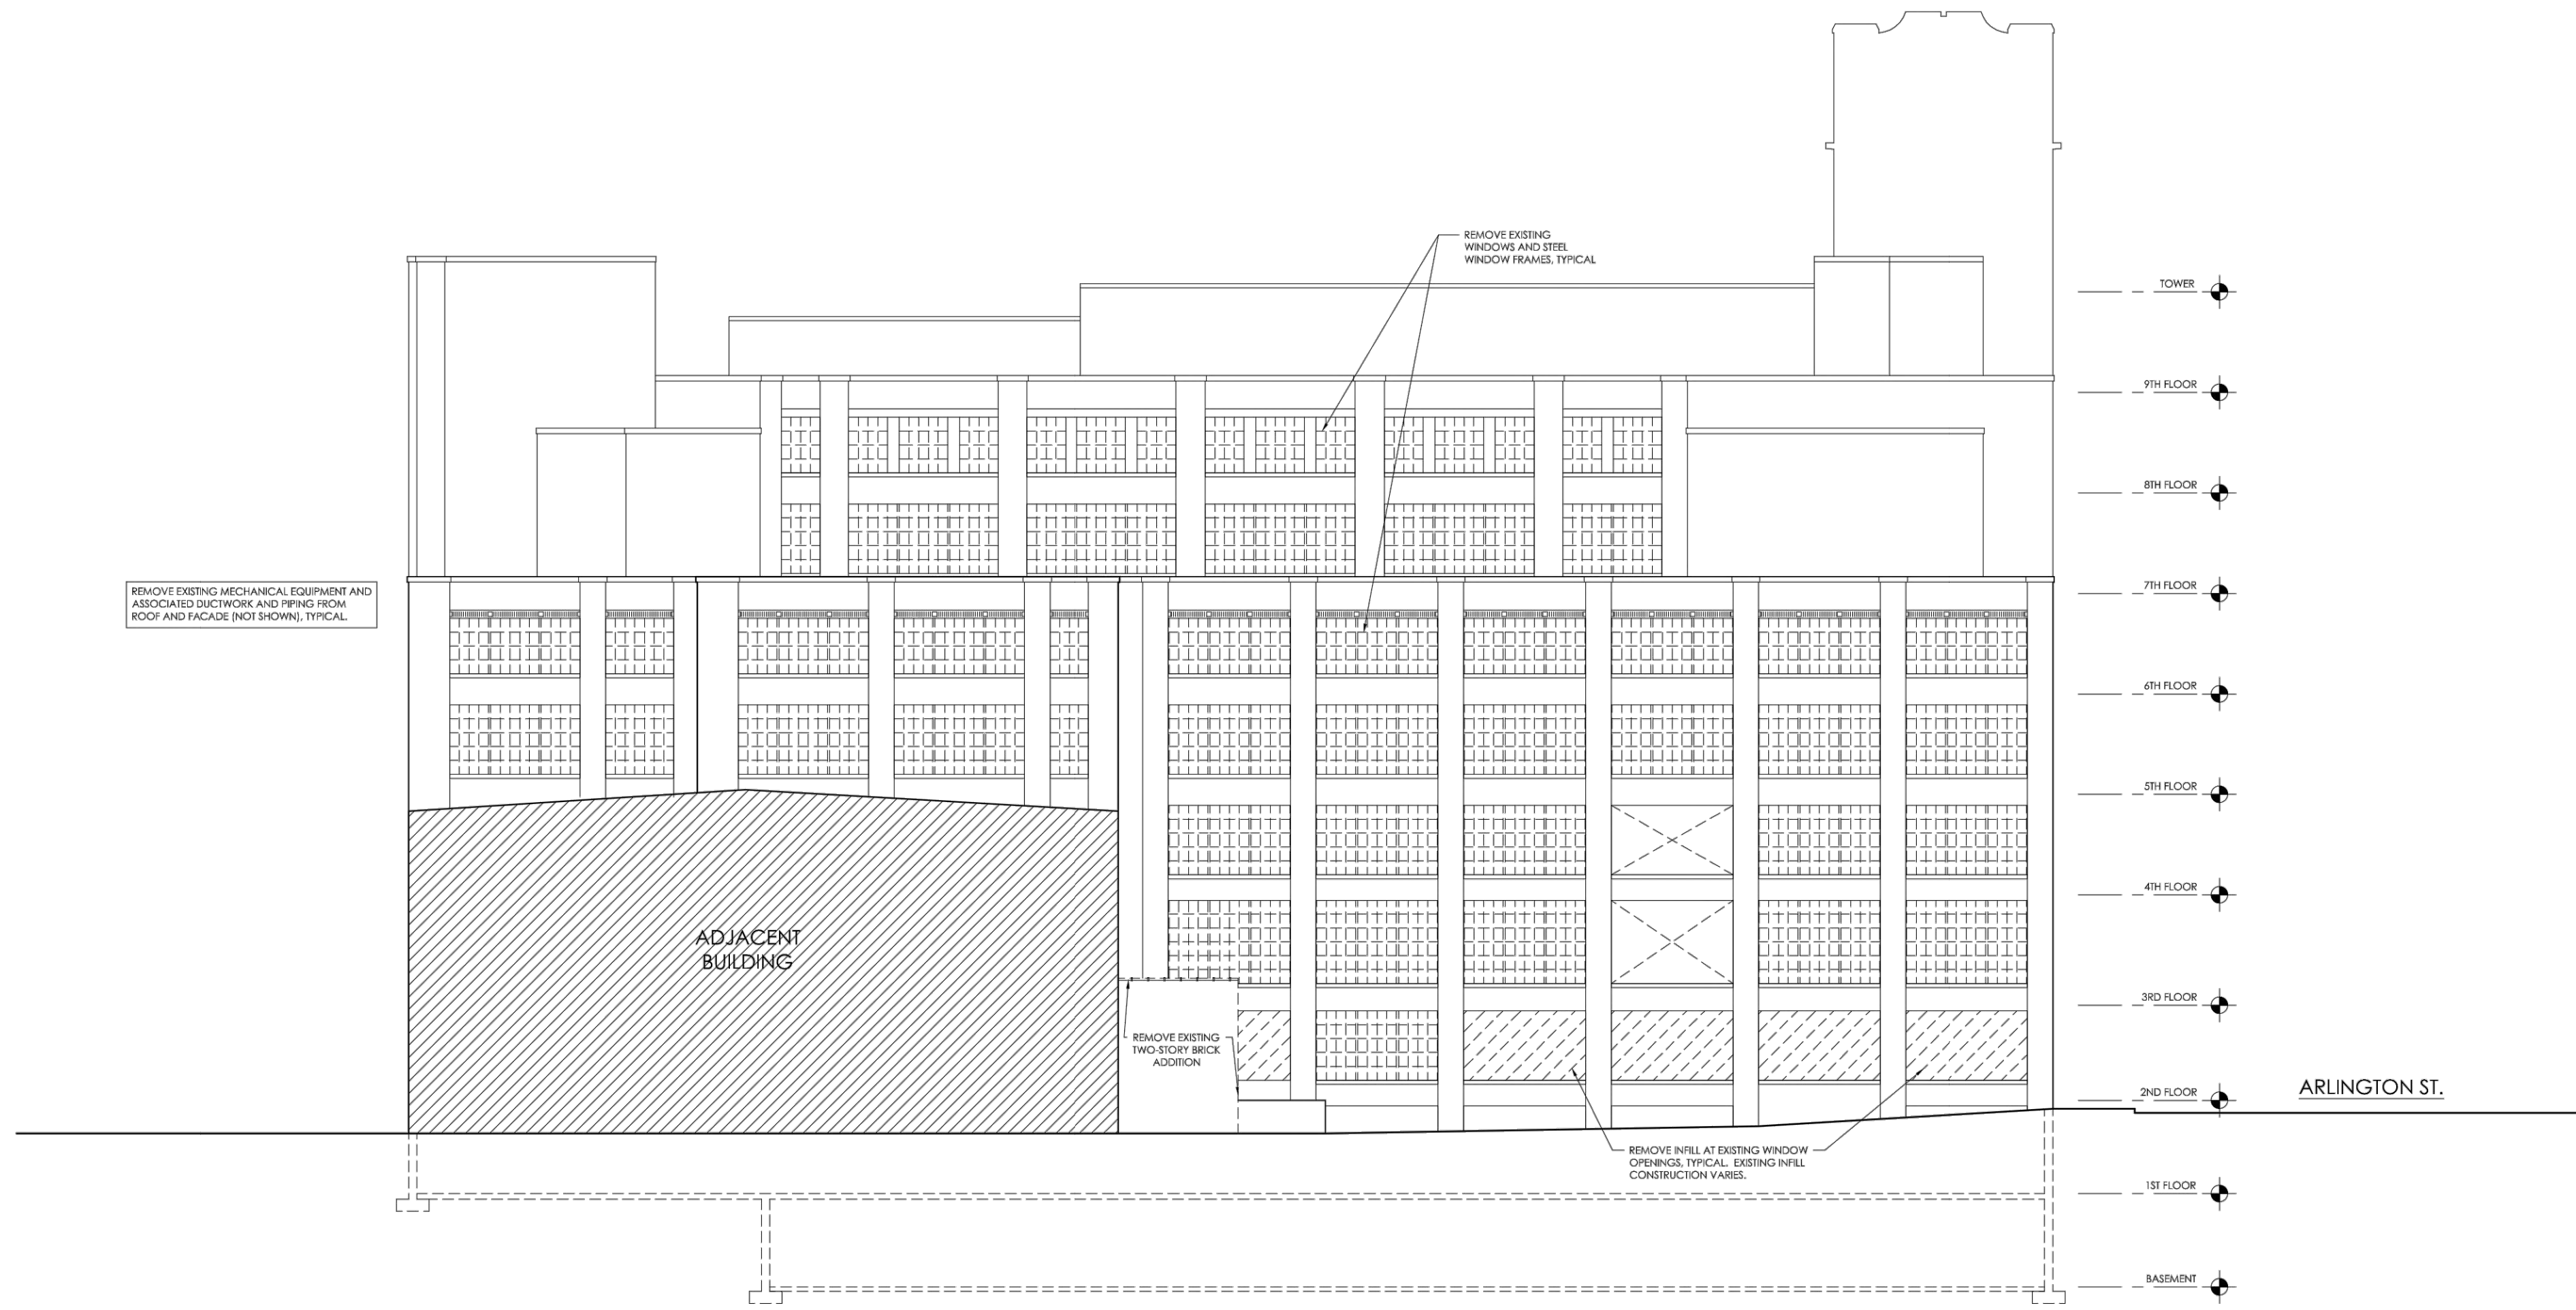 REMOVE EXISTING
WINDOWS AND STEEL
WINDOW FRAMES, TYPICAL
TOWER
9TH FLOOR
8TH FLOOR
7TH FLOOR
REMOVE EXISTING MECHANICAL EQUIPMENT AND
ASSOCIATED DUCTWORK AND PIPING FROM
ROOF AND FACADE (NOT SHOWN), TYPICAL.
6TH FLOOR
5TH FLOOR
4TH FLOOR
ADJACENT
BUILDING
3RD FLOOR
REMOVE EXISTING
TWO-STORY BRICK
ADDITION
2ND FLOOR
ARLINGTON ST.
REMOVE INFILL AT EXISTING WINDOW
OPENINGS, TYPICAL. EXISTING INFILL
CONSTRUCTION VARIES.
1ST FLOOR
BASEMENT